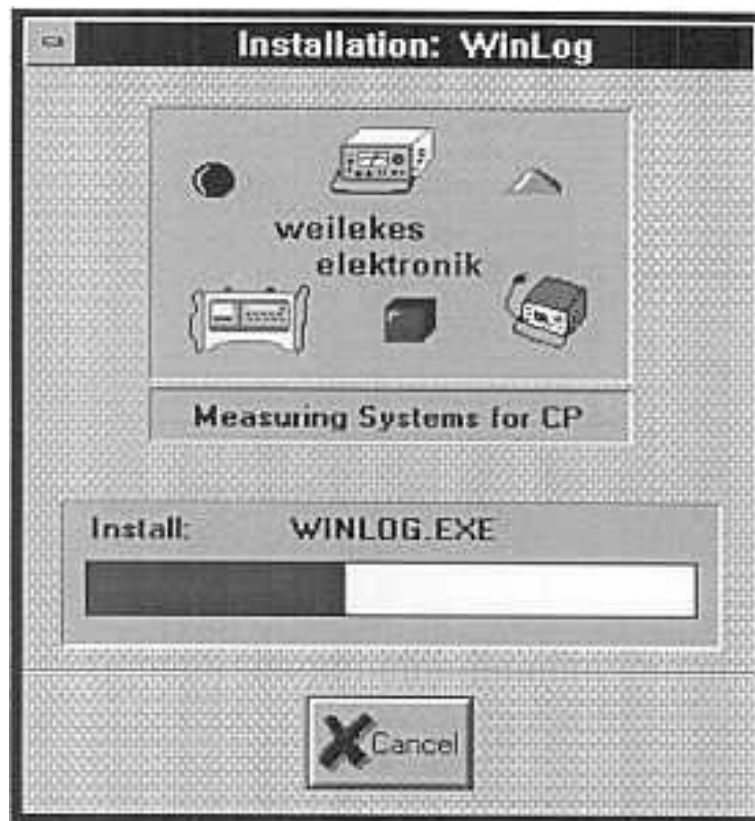 Installation: WinLog
weilekes
elektronik
Measuring Systems for CP
Install: WINLOG.EXE
Cancel